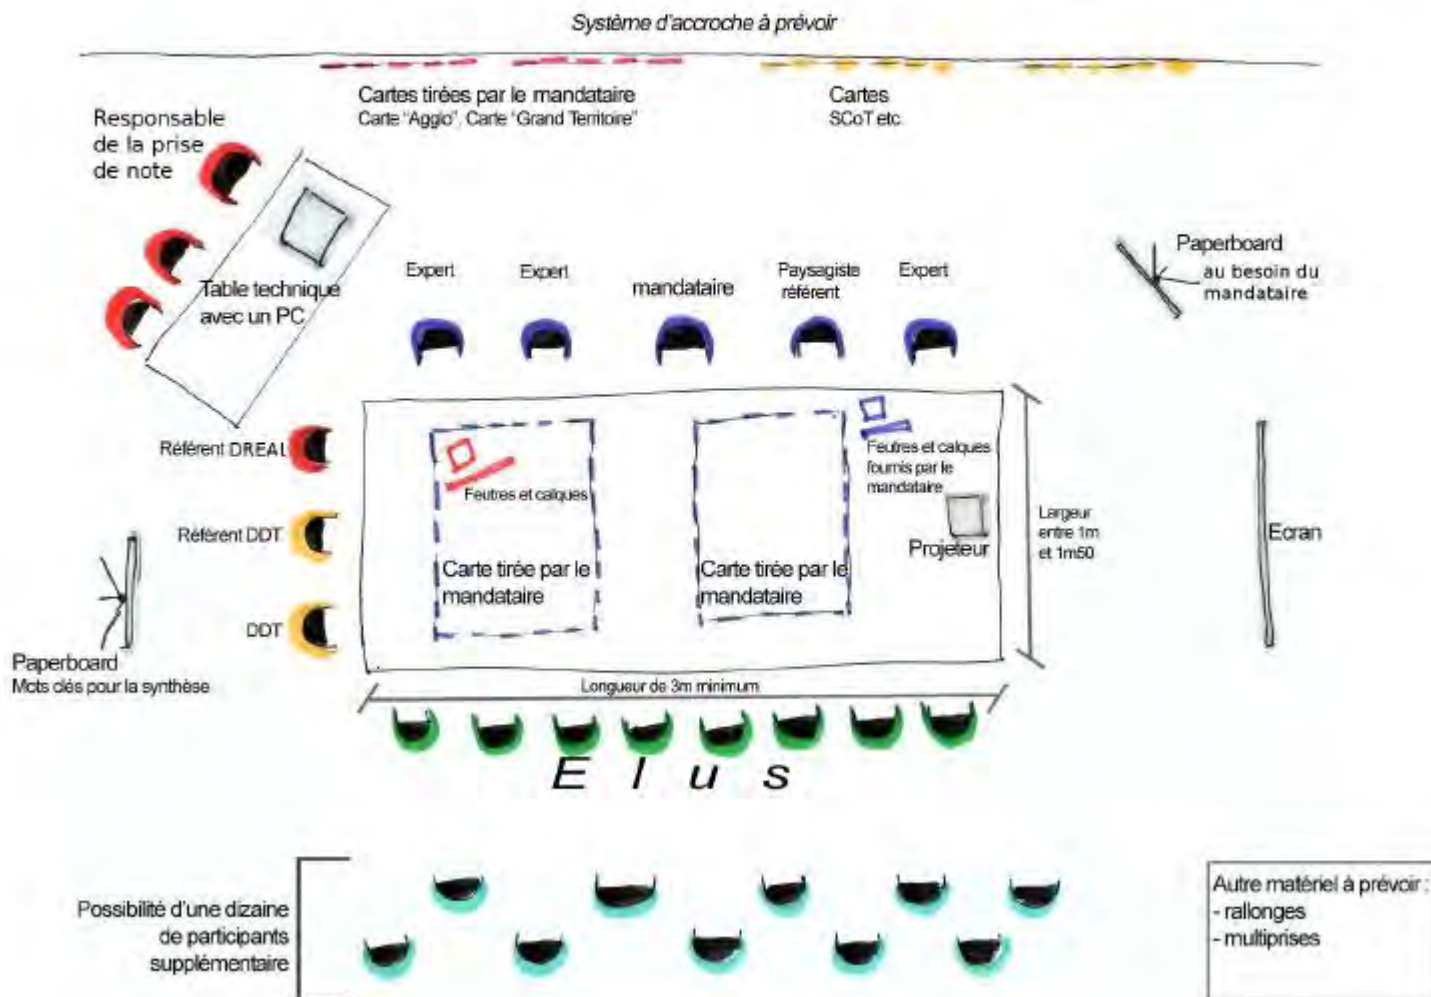 Système d'accroche à prévoir
Cartes tirées par le mandataire
Carte "Agglo", Carte "Grand Territoire"
Cartes
SCoT etc
Responsable
de la prise
de note
Table technique
avec un PC
Expert
Expert
mandataire
Paysagiste
référent
Expert
Paperboard
au besoin du
mandataire
Référent DREAL
Référent DDT
DDT
Feutres et calques
Carte tirée par le
mandataire
Carte tirée par le
mandataire
Feutres et calques
fournis par le
mandataire
Projeteur
Largeur
entre 1m
et 1m50
Ecran
Paperboard
Mots clés pour la synthèse
Longueur de 3m minimum
Elus
Possibilité d'une dizaine
de participants
supplémentaire
Autre matériel à prévoir :
- rallonges
- multiprises